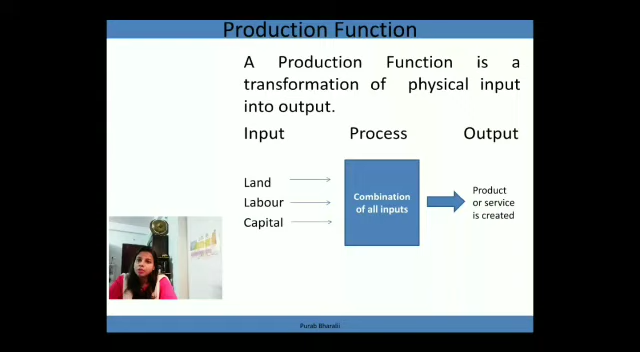 Production Function
A Production Function is a
transformation of physical input
into output.
Input Process Output
Land
Labour
Capital
Combination
of all inputs
Product
or service
is created
Purab Bharali